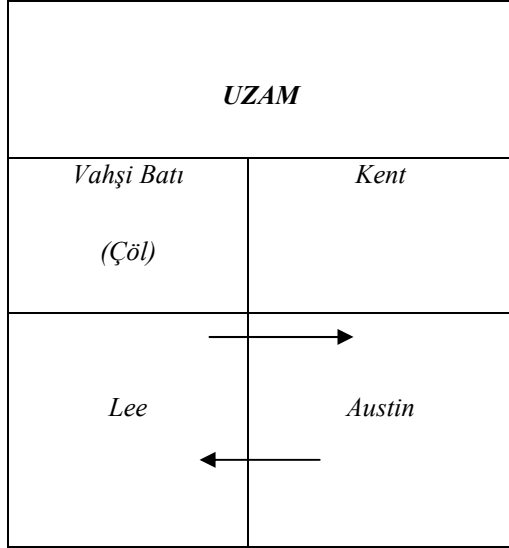 UZAM
Vahşi Batı
Kent
(Çöl)
Lee
Austin